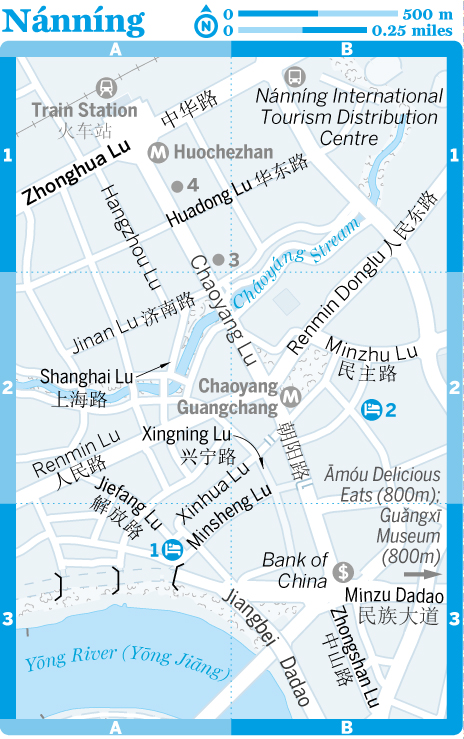 Nánníng
N
0 500 m
0 0.25 miles
A
B
Train Station
火车站
中华路
Zhonghua Lu
Nánníng International
Tourism Distribution
Centre
1
1
M Huochezhan
4
Huadong Lu 华东路
Hangzhou Lu
3
Cháoyáng Stream
Chaoyang Lu
Renmin Donglu 人民东路
Jinan Lu 济南路
Minzhu Lu
民主路
Shanghai Lu
上海路
2
2
Chaoyang
Guangchang M
2
朝阳路
Xingning Lu
兴宁路
Renmin Lu
人民路
Āmóu Delicious
Eats (800m);
Guǎngxī
Museum
(800m)
Jiefang Lu
解放路
Xinhua Lu
Minsheng Lu
1
Bank of
China
$
Minzu Dadao
民族大道
3
3
Jiangbei Dadao
Zhongshan Lu
中山路
Yōng River (Yōng Jiāng)
A
B